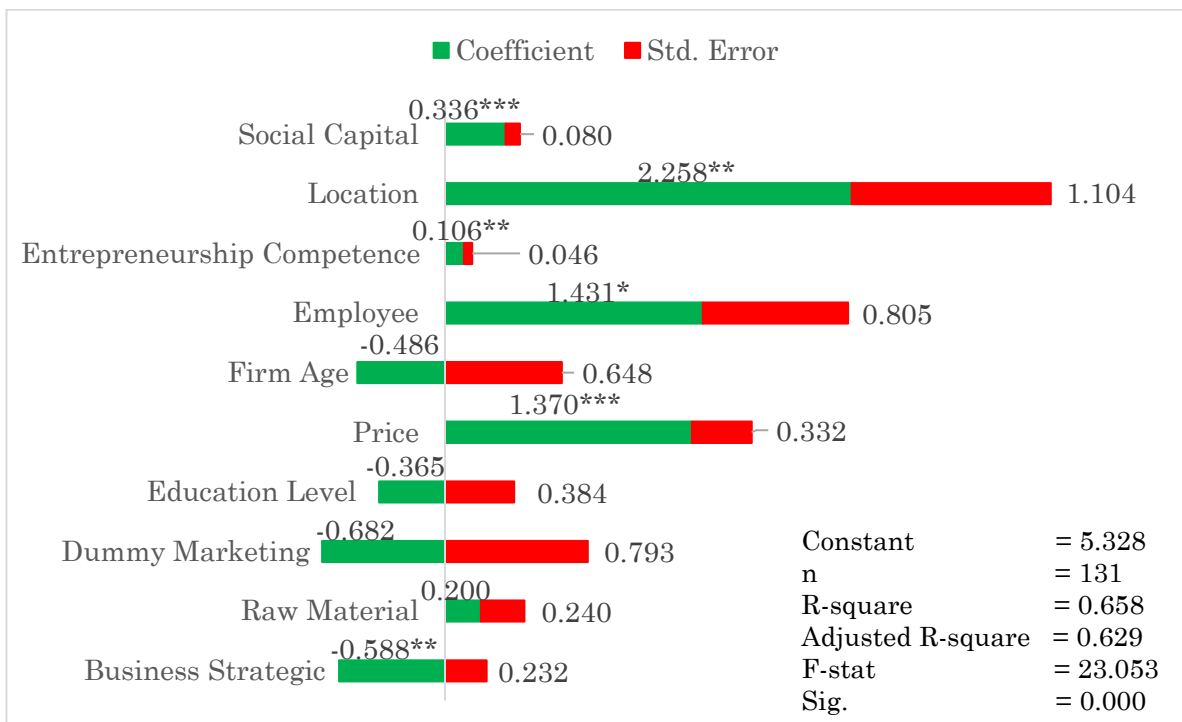 Coefficient Std. Error
0.336***
Social Capital 0.080
2.258**
Location 1.104
0.106**
Entrepreneurship Competence 0.046
1.431*
Employee 0.805
-0.486
Firm Age 0.648
1.370***
Price 0.332
-0.365
Education Level 0.384
-0.682
Dummy Marketing 0.793
0.200
Raw Material 0.240
-0.588**
Business Strategic 0.232
Constant = 5.328
n = 131
R-square = 0.658
Adjusted R-square = 0.629
F-stat = 23.053
Sig. = 0.000